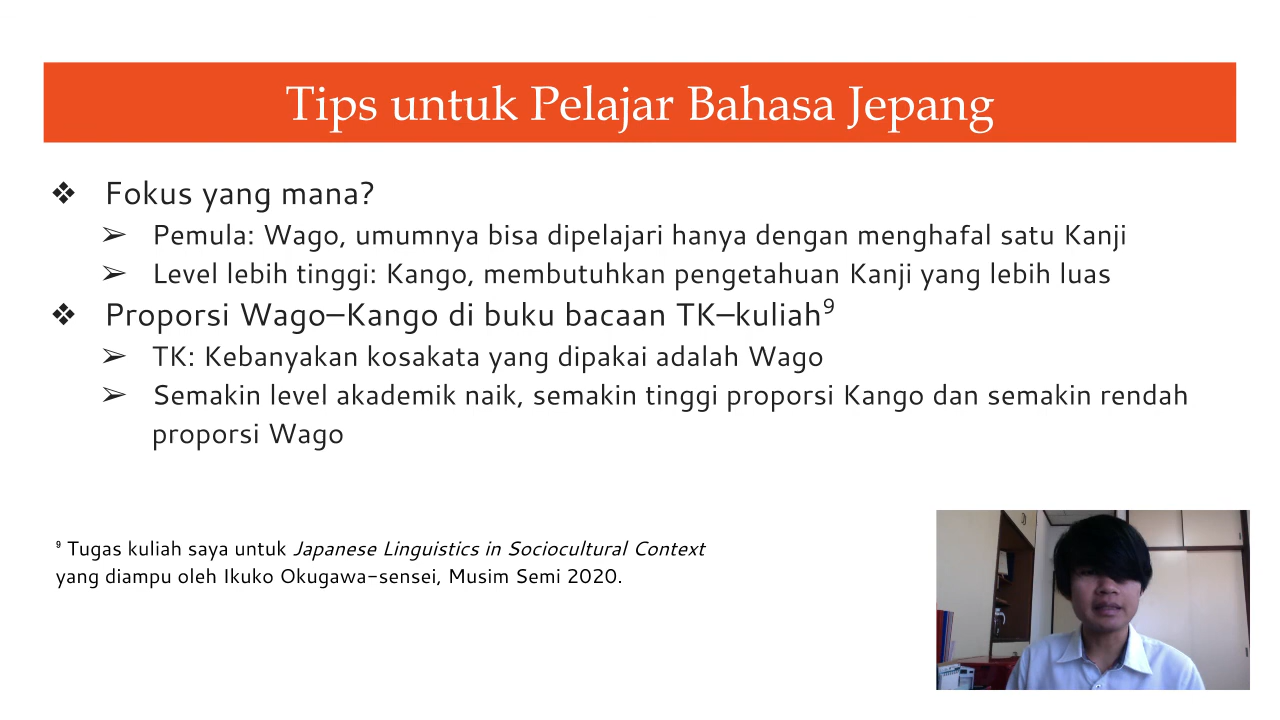 Tips untuk Pelajar Bahasa Jepang
❖ Fokus yang mana?
➢ Pemula: Wago, umumnya bisa dipelajari hanya dengan menghafal satu Kanji
➢ Level lebih tinggi: Kango, membutuhkan pengetahuan Kanji yang lebih luas
❖ Proporsi Wago–Kango di buku bacaan TK–kuliah⁹
➢ TK: Kebanyakan kosakata yang dipakai adalah Wago
➢ Semakin level akademik naik, semakin tinggi proporsi Kango dan semakin rendah
proporsi Wago
⁹ Tugas kuliah saya untuk Japanese Linguistics in Sociocultural Context
yang diampu oleh Ikuko Okugawa-sensei, Musim Semi 2020.